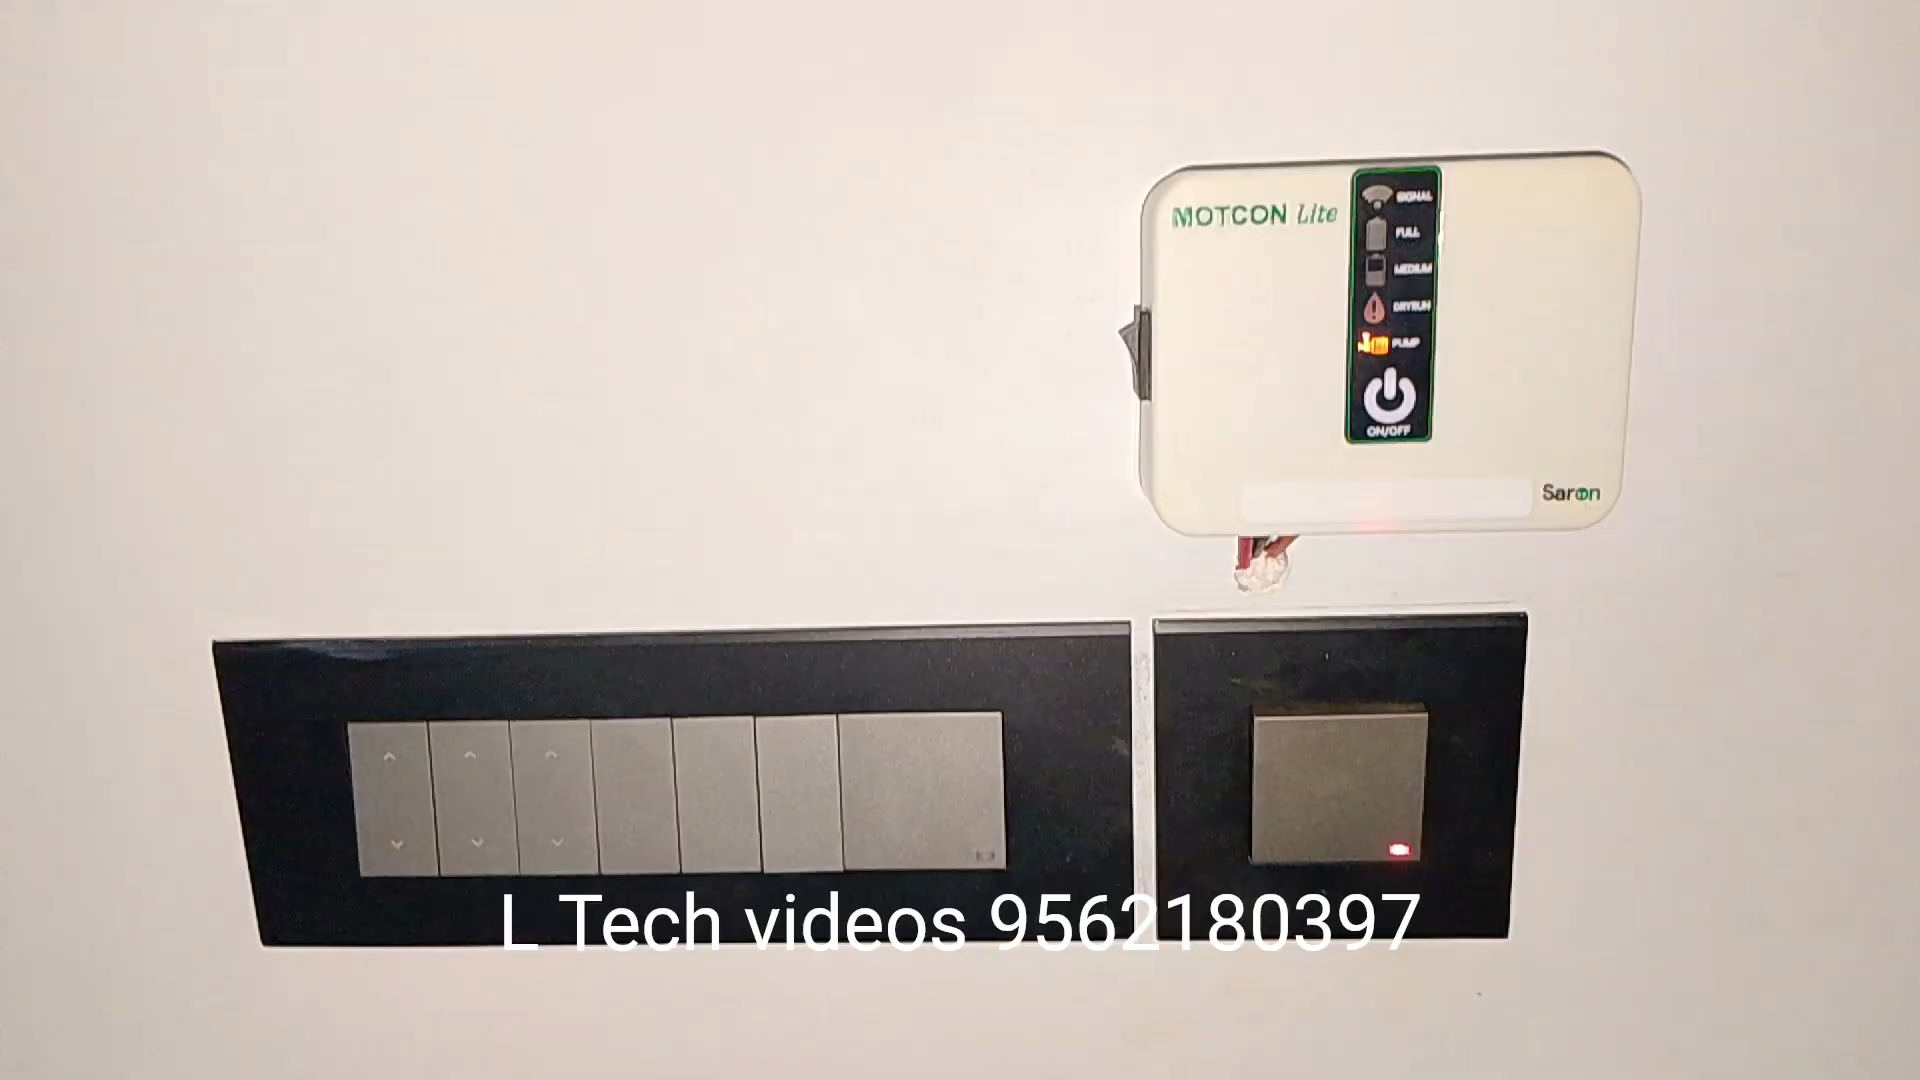 MOTCON Lite
SIGNAL
FULL
MEDIUM
DRYRUN
PUMP
ON/OFF
Saron
L Tech videos 9562180397